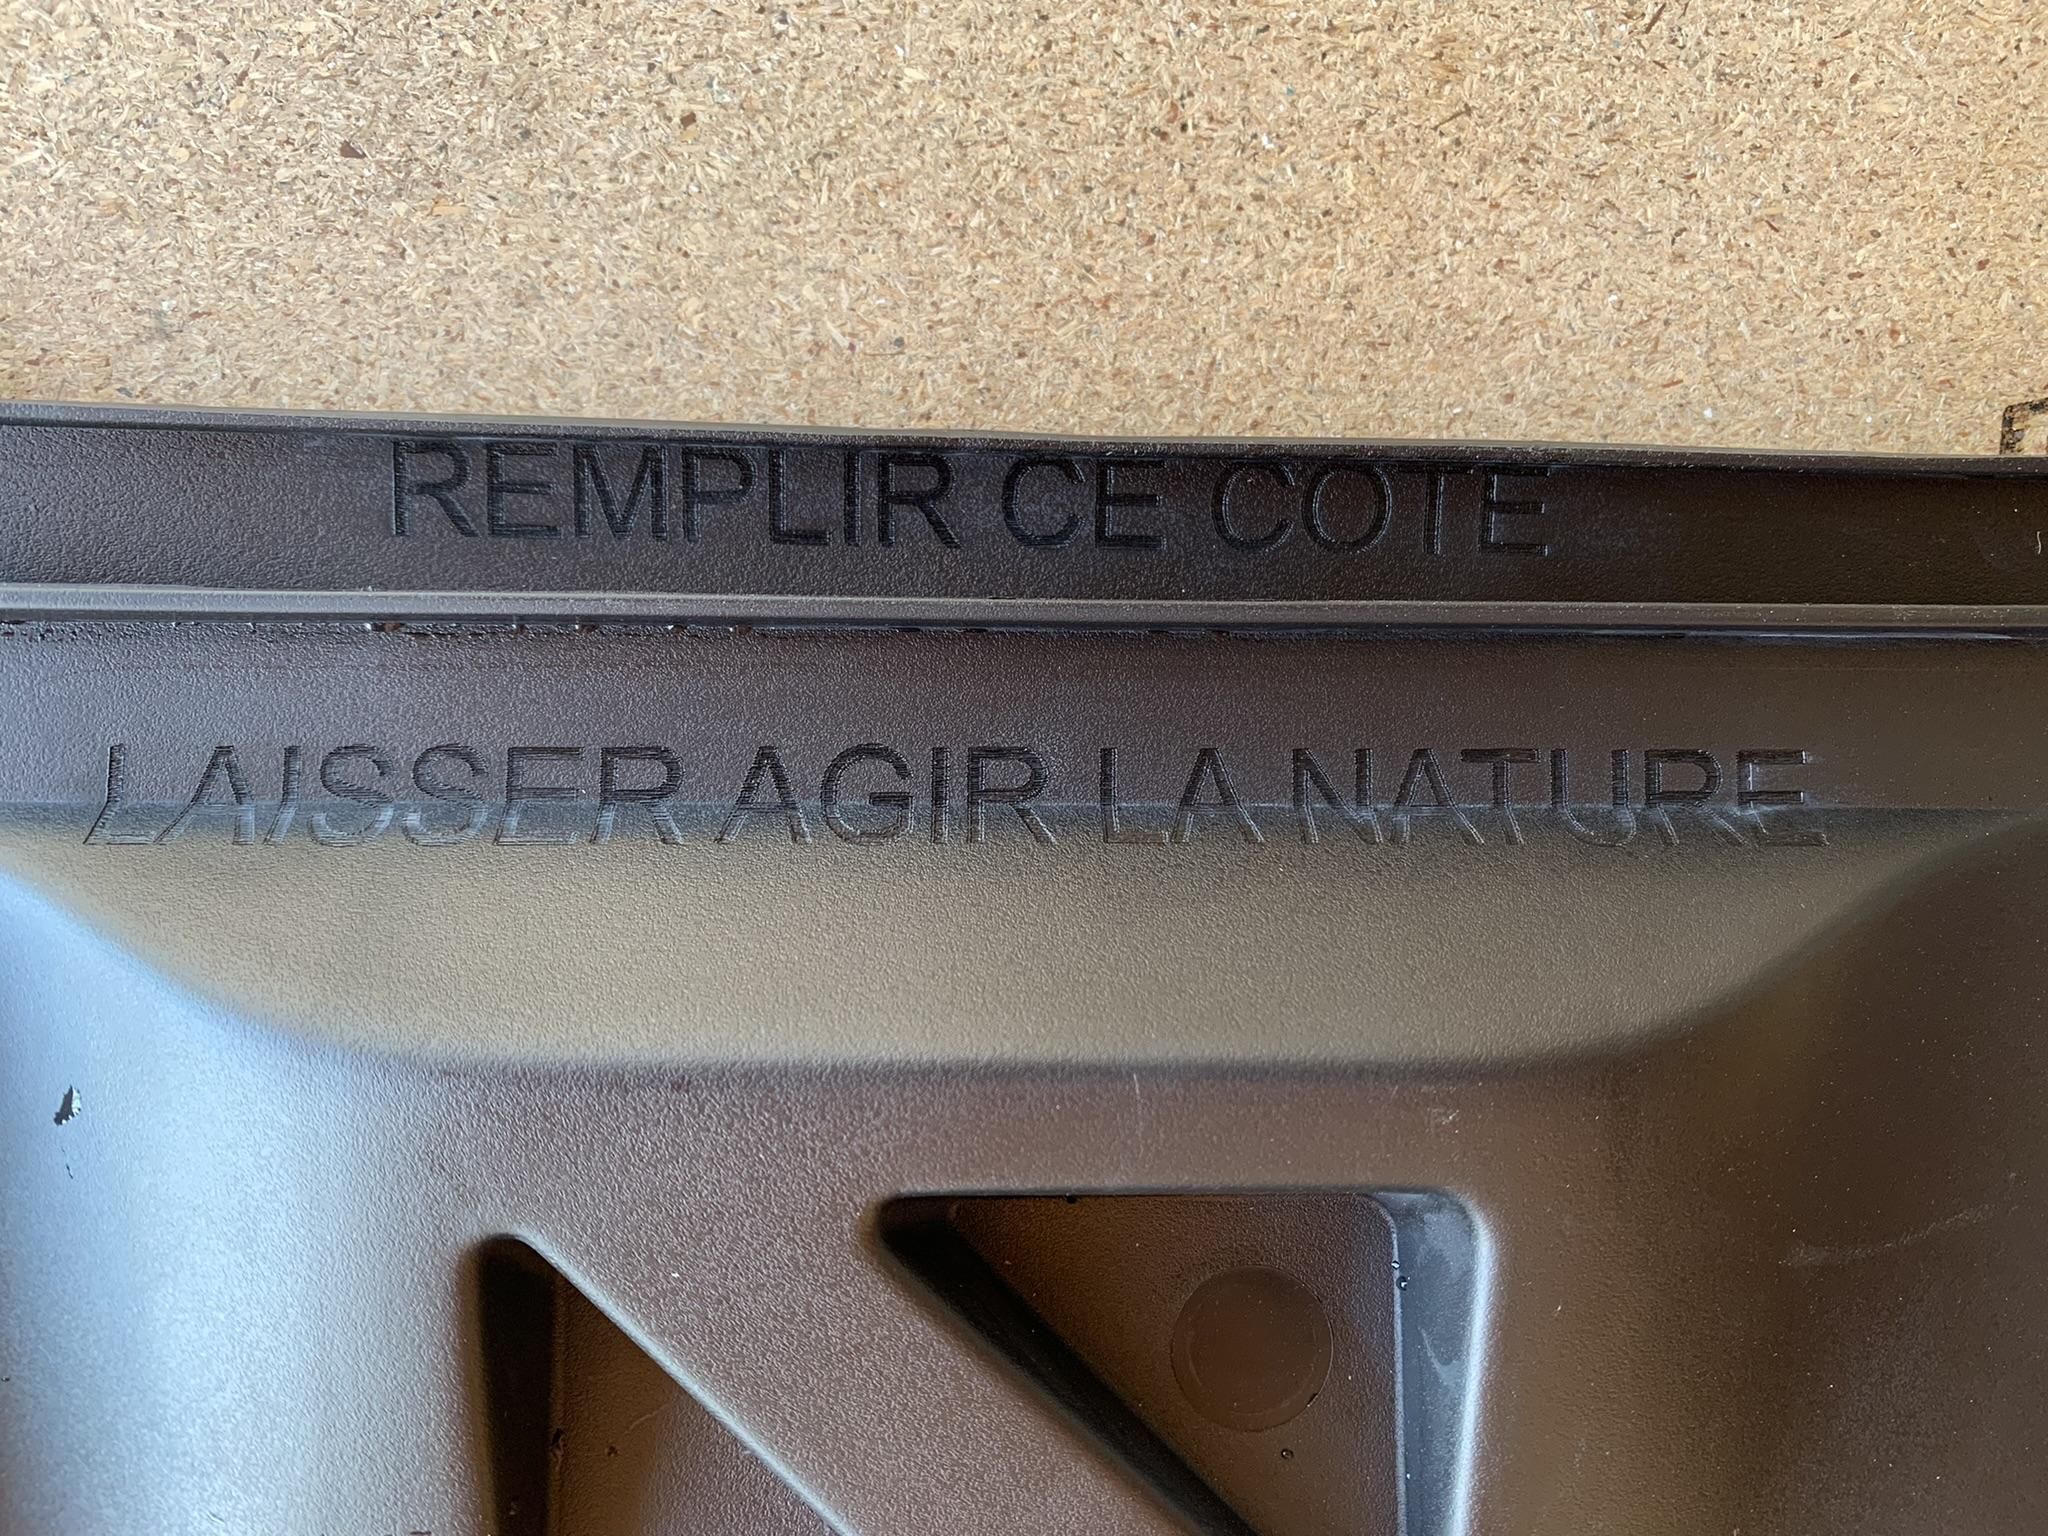 REMPLIR CE COTE
LAISSER AGIR LA NATURE